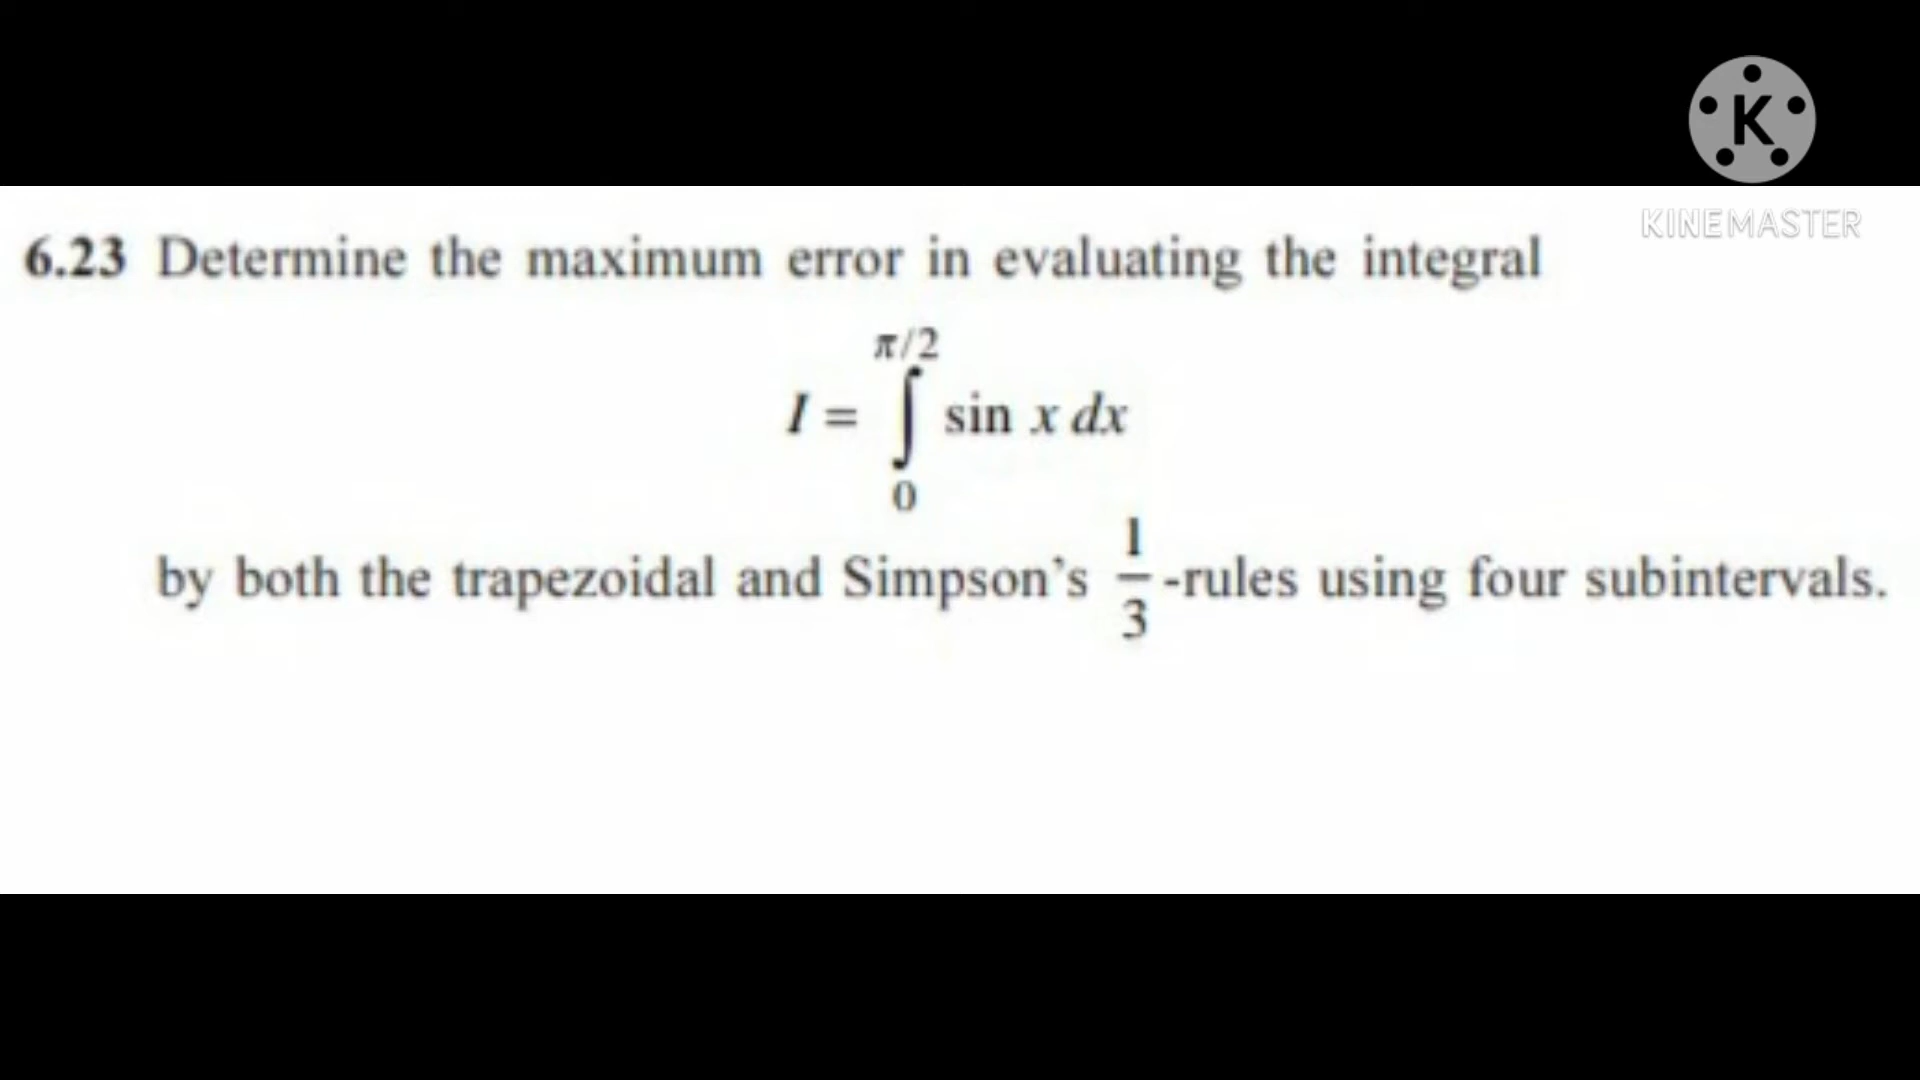 K
KINEMASTER
6.23 Determine the maximum error in evaluating the integral
I = ∫₀^{π/2} sin x dx
by both the trapezoidal and Simpson’s 1/3-rules using four subintervals.